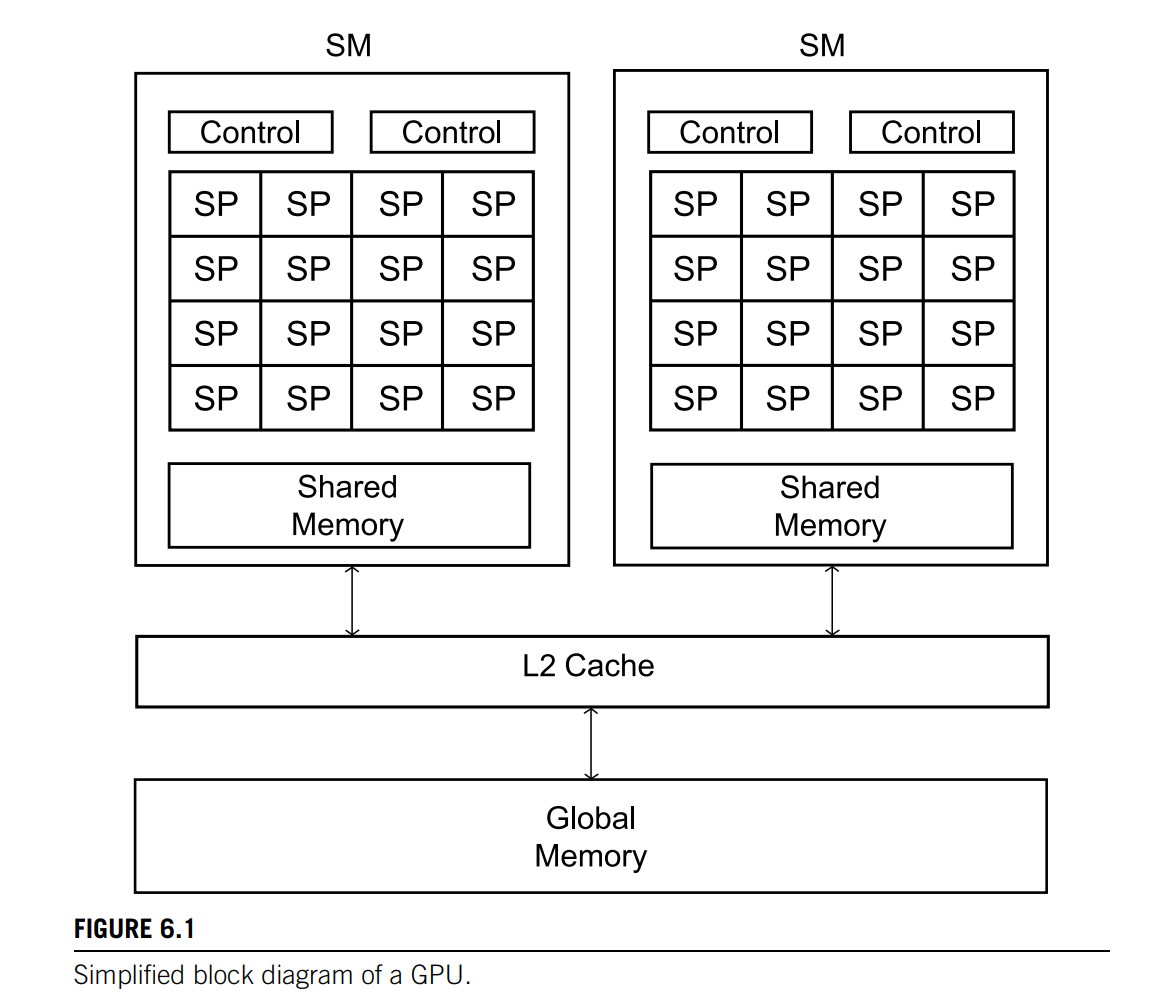 SM SM
Control Control Control Control
SP SP SP SP SP SP SP SP
SP SP SP SP SP SP SP SP
SP SP SP SP SP SP SP SP
SP SP SP SP SP SP SP SP
Shared
Memory
Shared
Memory
L2 Cache
Global
Memory
FIGURE 6.1
Simplified block diagram of a GPU.